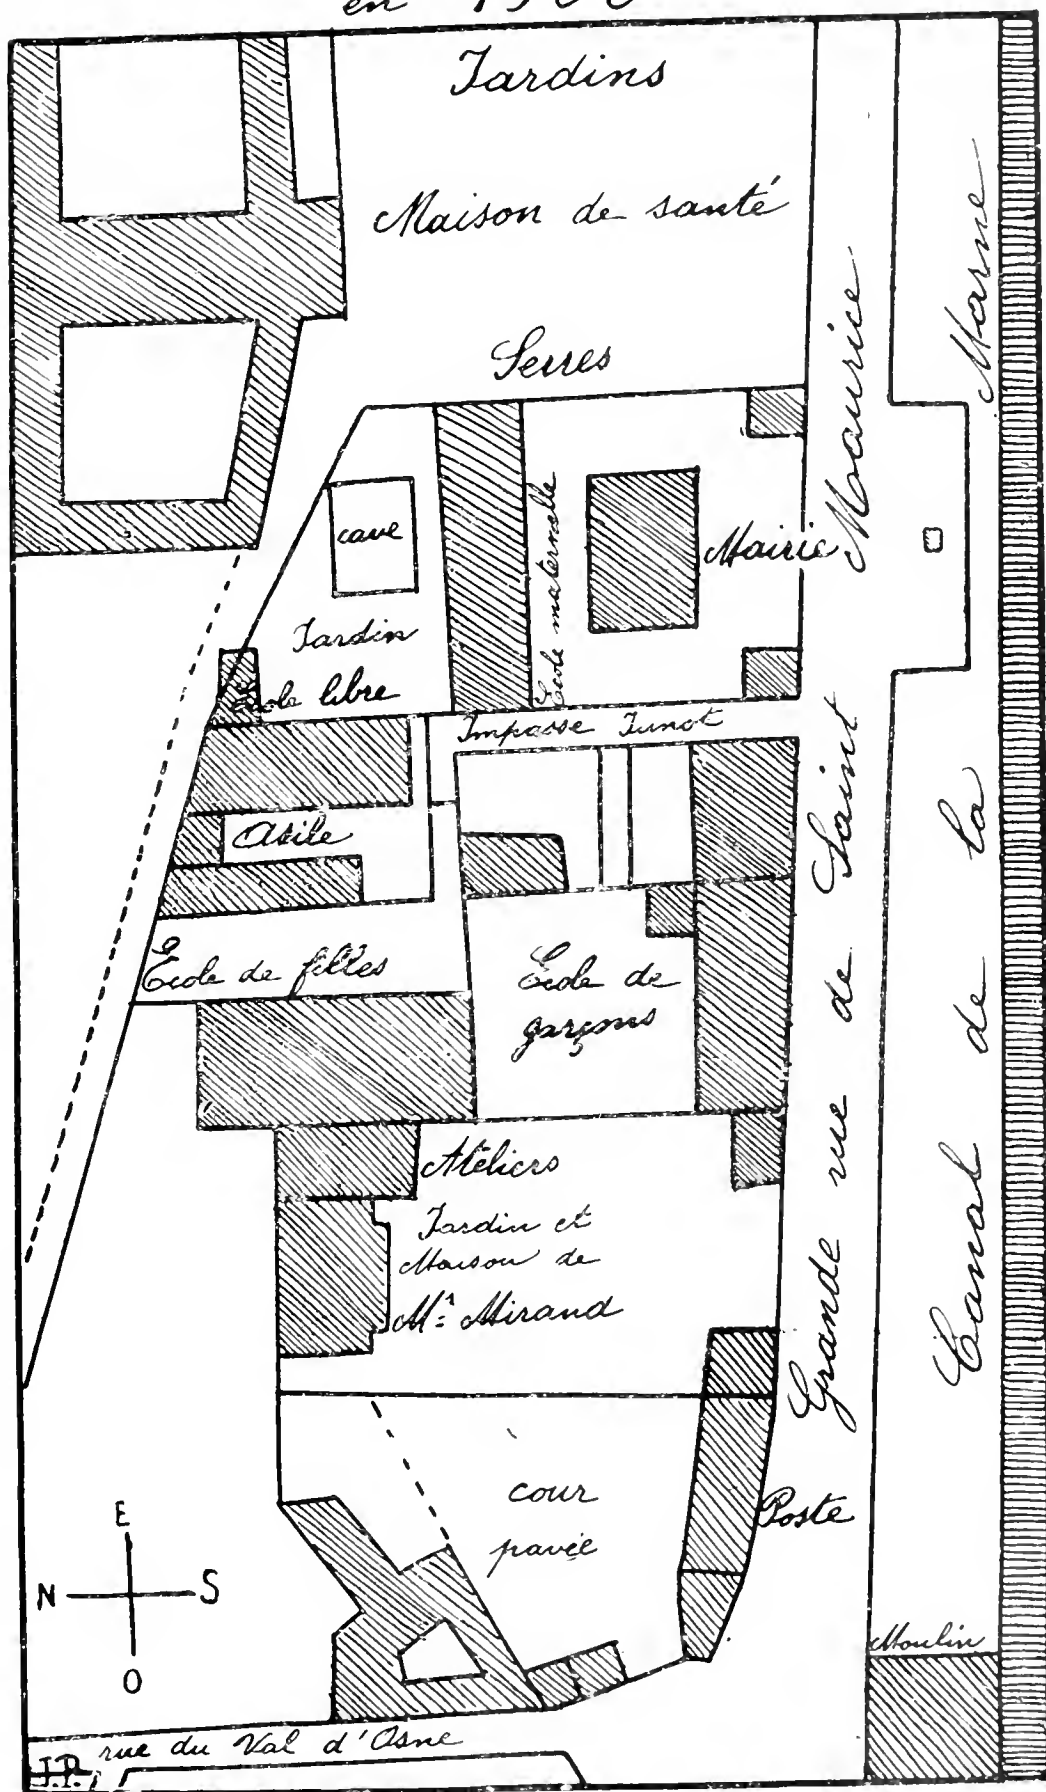 en 1900
Jardins
Maison de santé
Serres
cave
Jardin
École libre
École maternelle
Mairie
Impasse Junot
Asile
École de filles
École de
garçons
Atéliers
Jardin et
Maison de
Mr Mirand
cour
pavée
Poste
Grande rue de Saint Maurice
Canal de la Marne
Moulin
E
N S
O
rue du Val d'Osne
J.P.